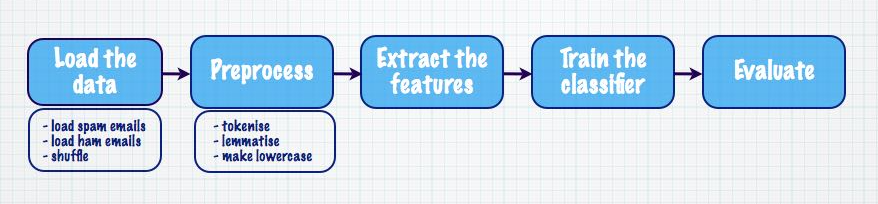 Load the
data
- load spam emails
- load ham emails
- shuffle
Preprocess
- tokenise
- lemmatise
- make lowercase
Extract the
features
Train the
classifier
Evaluate